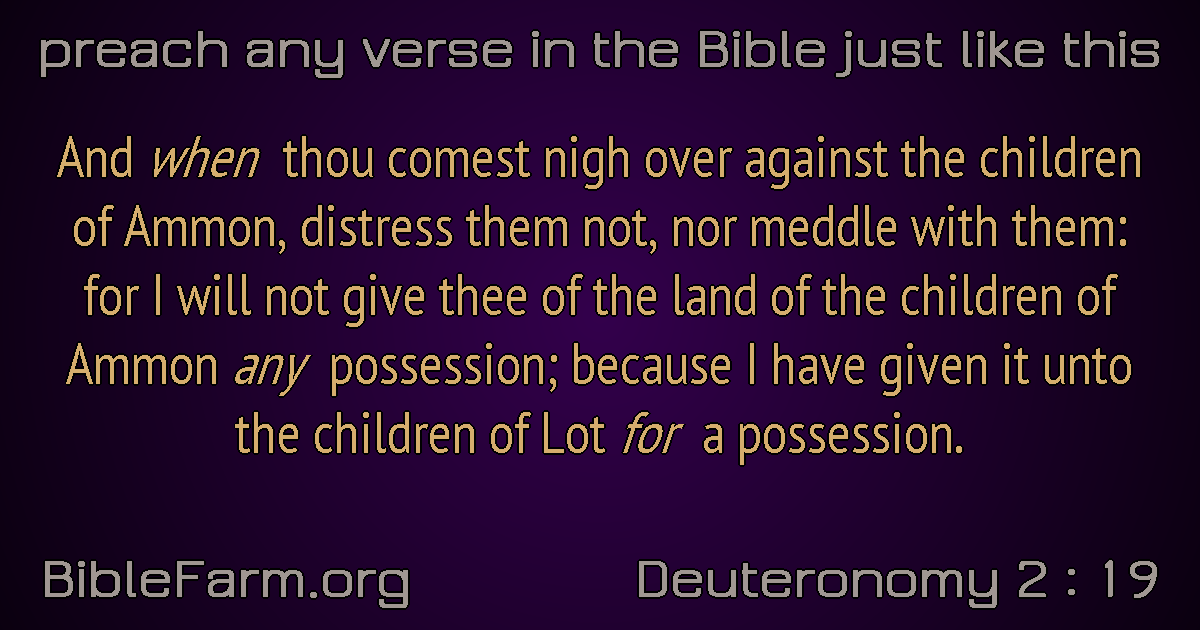 preach any verse in the Bible just like this
And when thou comest nigh over against the children
of Ammon, distress them not, nor meddle with them:
for I will not give thee of the land of the children of
Ammon any possession; because I have given it unto
the children of Lot for a possession.
BibleFarm.org
Deuteronomy 2 : 19